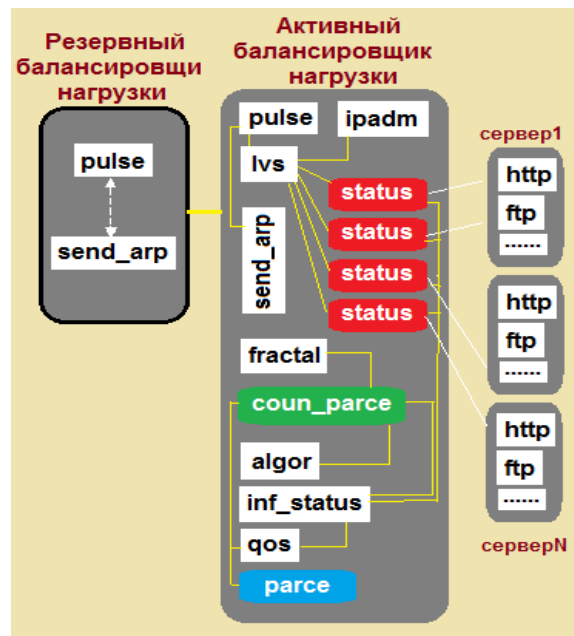 Резервный
балансировщи
нагрузки
pulse
send_arp
Активный
балансировщик
нагрузки
pulse
ipadm
lvs
status
status
status
status
send_arp
fractal
coun_parce
algor
inf_status
qos
parce
сервер1
http
ftp
......
http
ftp
......
http
ftp
......
серверN